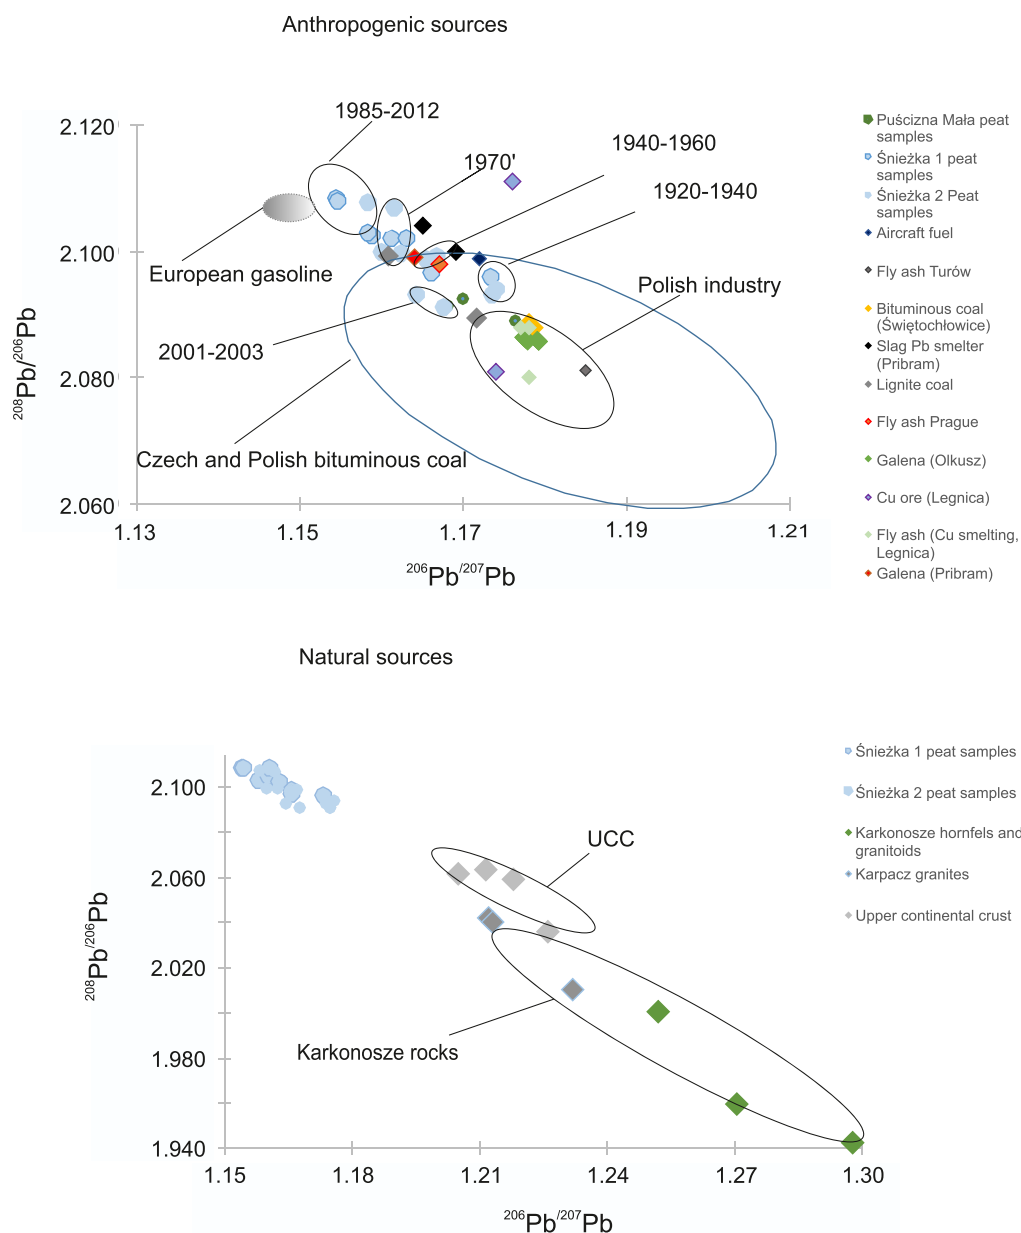 Anthropogenic sources
1985-2012
1970'
1940-1960
1920-1940
2.120
2.100
2.080
2.060
European gasoline
Polish industry
2001-2003
Czech and Polish bituminous coal
208Pb/206Pb
1.13
1.15
1.17
1.19
1.21
206Pb/207Pb
Puścizna Mała peat
samples
Śnieżka 1 peat
samples
Śnieżka 2 Peat
samples
Aircraft fuel
Fly ash Turów
Bituminous coal
(Świętochłowice)
Slag Pb smelter
(Pribram)
Lignite coal
Fly ash Prague
Galena (Olkusz)
Cu ore (Legnica)
Fly ash (Cu smelting,
Legnica)
Galena (Pribram)
Natural sources
2.100
2.060
2.020
1.980
1.940
UCC
Karkonosze rocks
208Pb/206Pb
1.15
1.18
1.21
1.24
1.27
1.30
206Pb/207Pb
Śnieżka 1 peat samples
Śnieżka 2 peat samples
Karkonosze hornfels and
granitoids
Karpacz granites
Upper continental crust